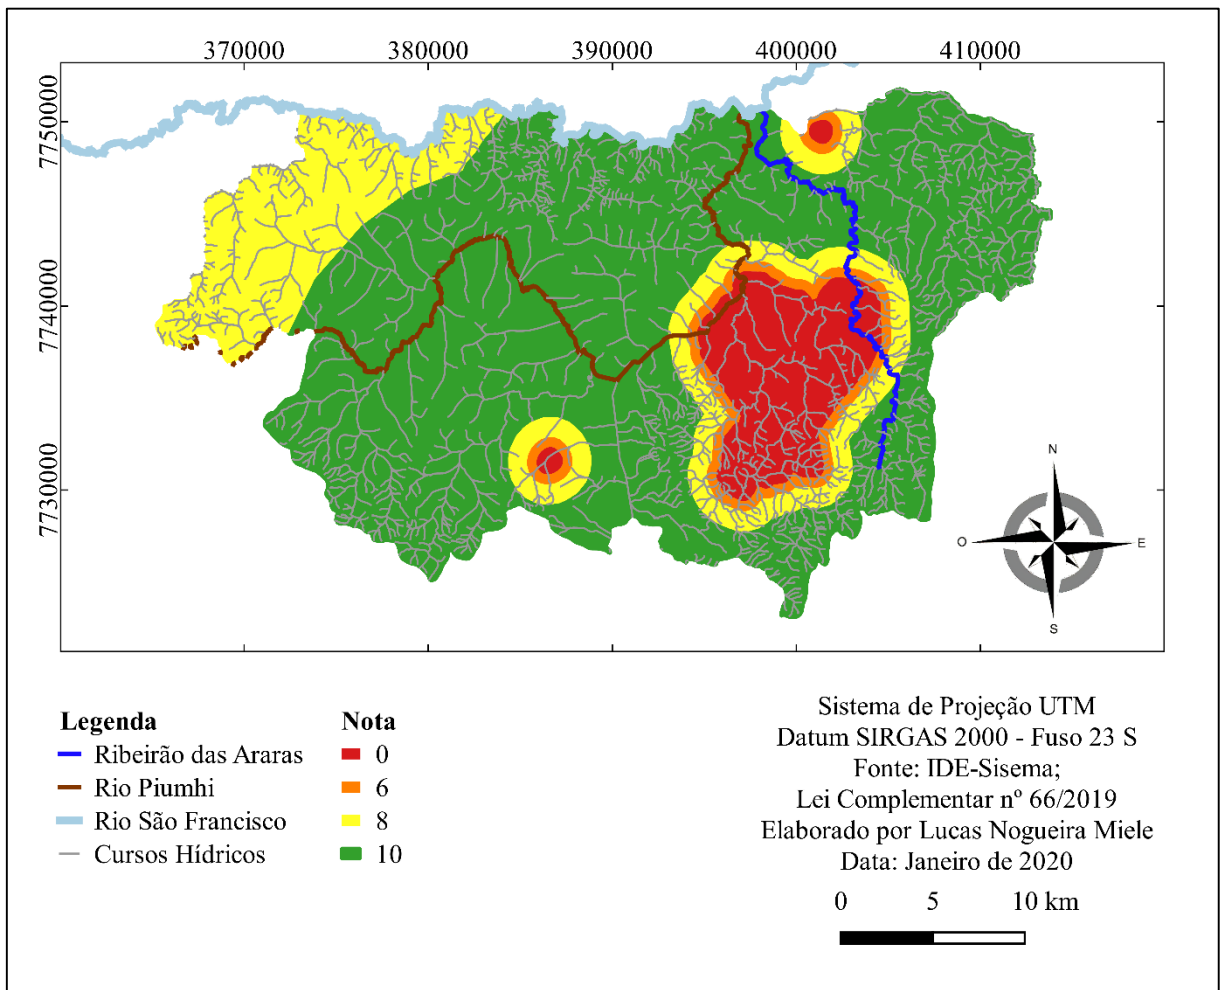 370000 380000 390000 400000 410000
7750000
7740000
7730000
N
O
E
S
Legenda
Ribeirão das Araras
Rio Piumhi
Rio São Francisco
Cursos Hídricos
Nota
0
6
8
10
Sistema de Projeção UTM
Datum SIRGAS 2000 - Fuso 23 S
Fonte: IDE-Sisema;
Lei Complementar nº 66/2019
Elaborado por Lucas Nogueira Miele
Data: Janeiro de 2020
0 5 10 km